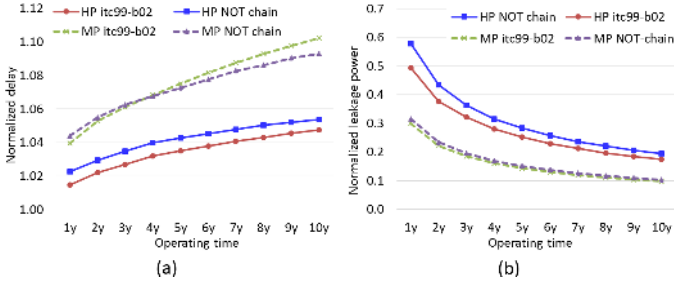 (a)
HP itc99-b02
HP NOT chain
MP itc99-b02
MP NOT chain
Normalized delay
1.12
1.10
1.08
1.06
1.04
1.02
1.00
1y 2y 3y 4y 5y 6y 7y 8y 9y 10y
Operating time
(a)
(b)
HP NOT chain
HP itc99-b02
MP itc99-b02
MP NOT-chain
Normalized leakage power
0.7
0.6
0.5
0.4
0.3
0.2
0.1
0.0
1y 2y 3y 4y 5y 6y 7y 8y 9y 10y
Operating time
(b)